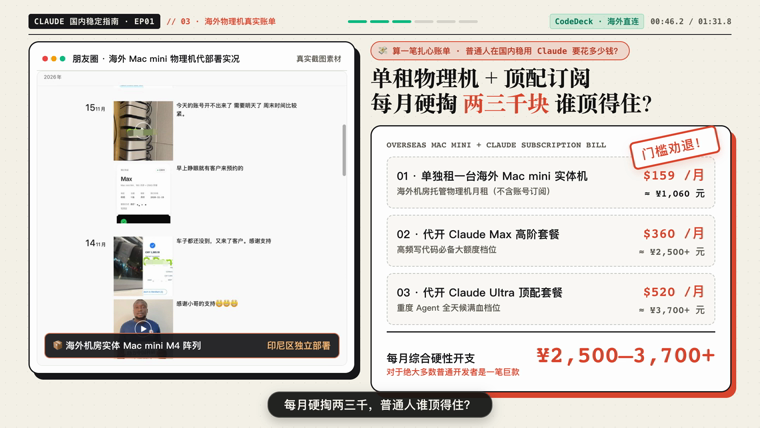 CLAUDE 国内稳定指南 · EP01
// 03 · 海外物理机真实账单
CodeDeck · 海外直连
00:46.2 / 01:31.8
朋友圈 · 海外 Mac mini 物理机代部署实况
真实截图素材
2026年
15 11月
今天的账号开不出来了 需要明天了 周末时间比较
紧、
早上静眼就有客户来预约的
Max
14 11月
车子都还没到，又来了客户，感谢支持
感谢小哥的支持😄😄😄
📦 海外机房实体 Mac mini M4 阵列
印尼区独立部署
💸 算一笔扎心账单 · 普通人在国内稳用 Claude 要花多少钱？
单租物理机 + 顶配订阅
每月硬掏 两三千块 谁顶得住？
OVERSEAS MAC MINI + CLAUDE SUBSCRIPTION BILL
门槛劝退！
01 · 单独租一台海外 Mac mini 实体机
$159 /月
海外机房托管物理机月租（不含账号订阅）
≈ ¥1,060 元
02 · 代开 Claude Max 高阶套餐
$360 /月
高频写代码必备大额度档位
≈ ¥2,500+ 元
03 · 代开 Claude Ultra 顶配套餐
$520 /月
重度 Agent 全天候满血档位
≈ ¥3,700+ 元
每月综合硬性开支
¥2,500—3,700+
对于绝大多数普通开发者是一笔巨款
每月硬掏两三千，普通人谁顶得住？